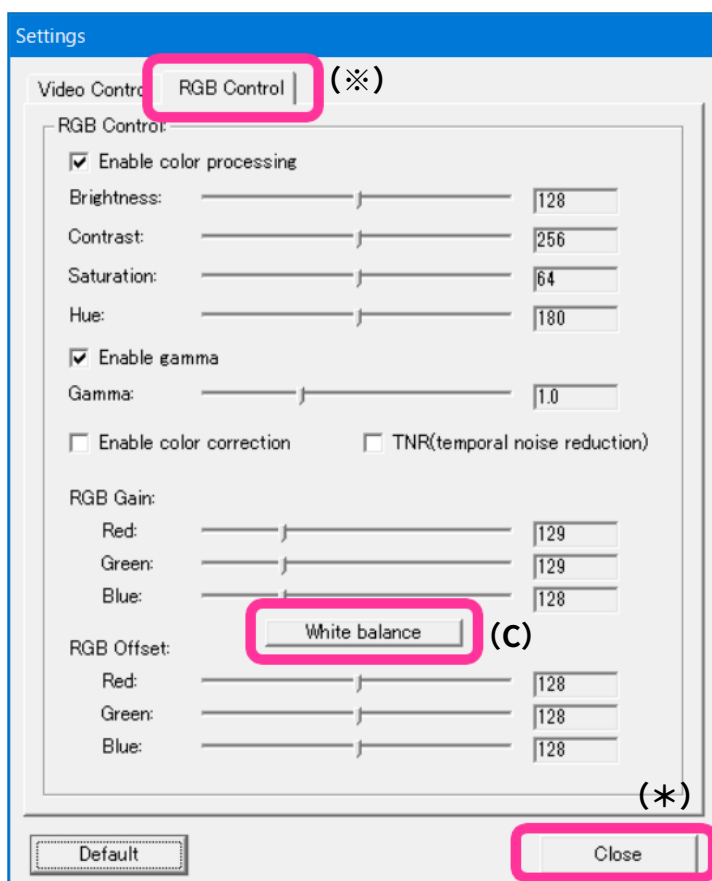 Settings
Video Contro RGB Control (※)
RGB Control:
Enable color processing
Brightness: 128
Contrast: 256
Saturation: 64
Hue: 180
Enable gamma
Gamma: 1.0
Enable color correction TNR(temporal noise reduction)
RGB Gain:
Red: 129
Green: 129
Blue: 128
White balance (C)
RGB Offset:
Red: 128
Green: 128
Blue: 128
(＊)
Default Close